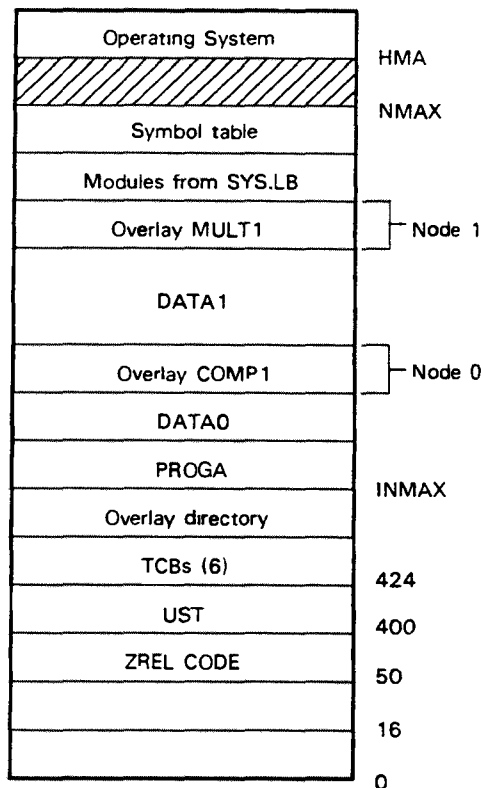 Operating System
HMA
NMAX
Symbol table
Modules from SYS.LB
Overlay MULT1
Node 1
DATA1
Overlay COMP1
Node 0
DATA0
PROGA
INMAX
Overlay directory
TCBs (6)
424
UST
400
ZREL CODE
50
16
0